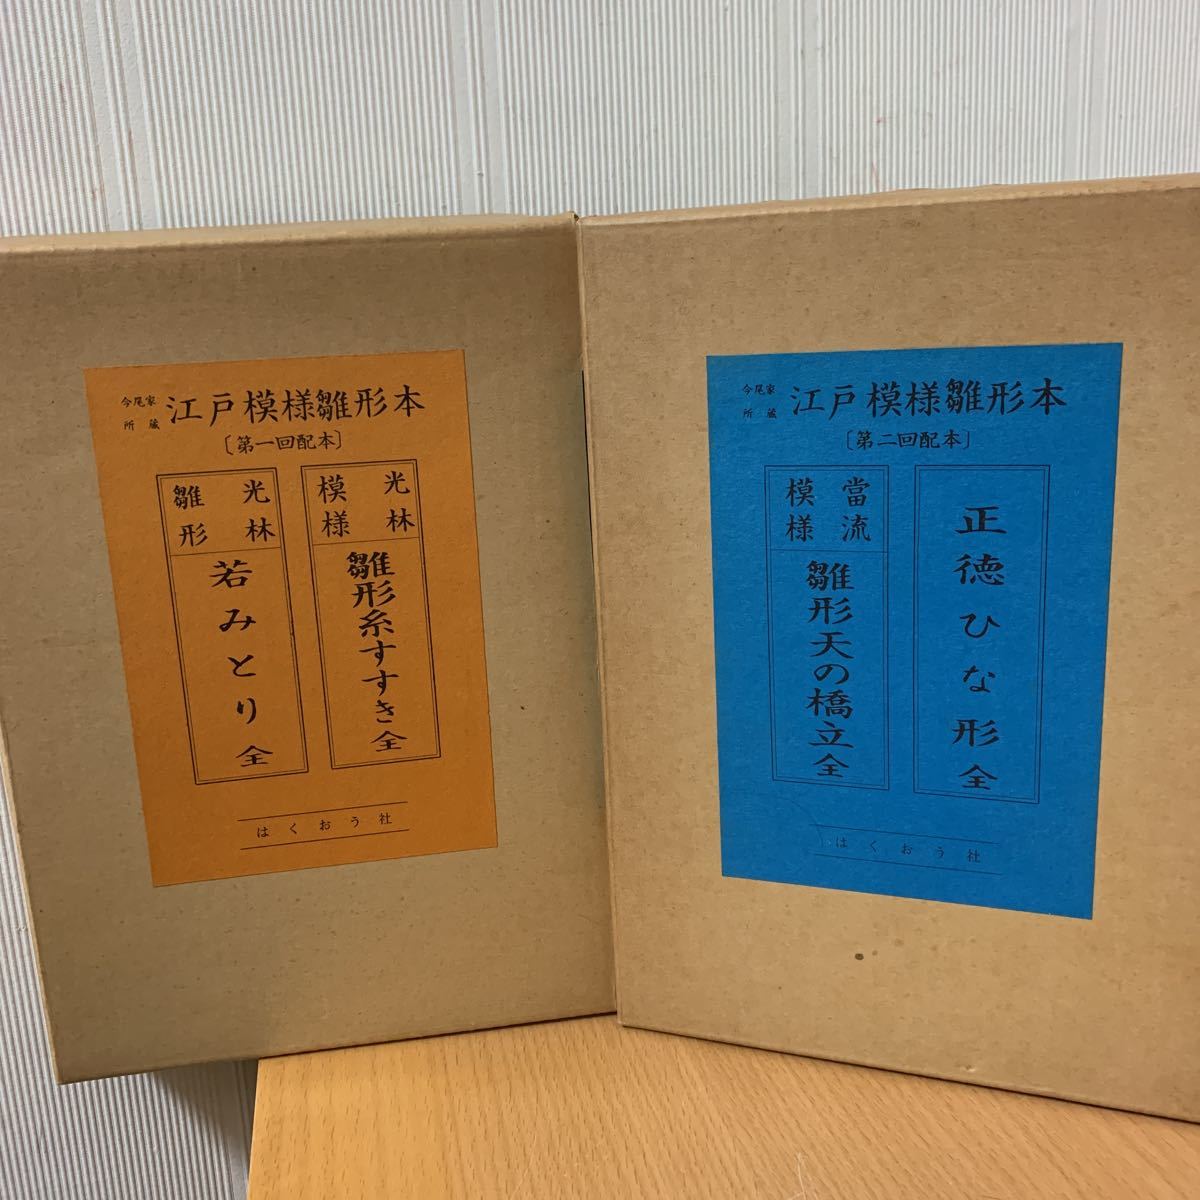 今尾家
所蔵
江戸模様雛形本
〔第一回配本〕
光林
模様
雛形糸すすき全
光林
雛形
若みとり全
はくおう社
今尾家
所蔵
江戸模様雛形本
〔第二回配本〕
正徳ひな形全
當流
模様
雛形天の橋立全
はくおう社